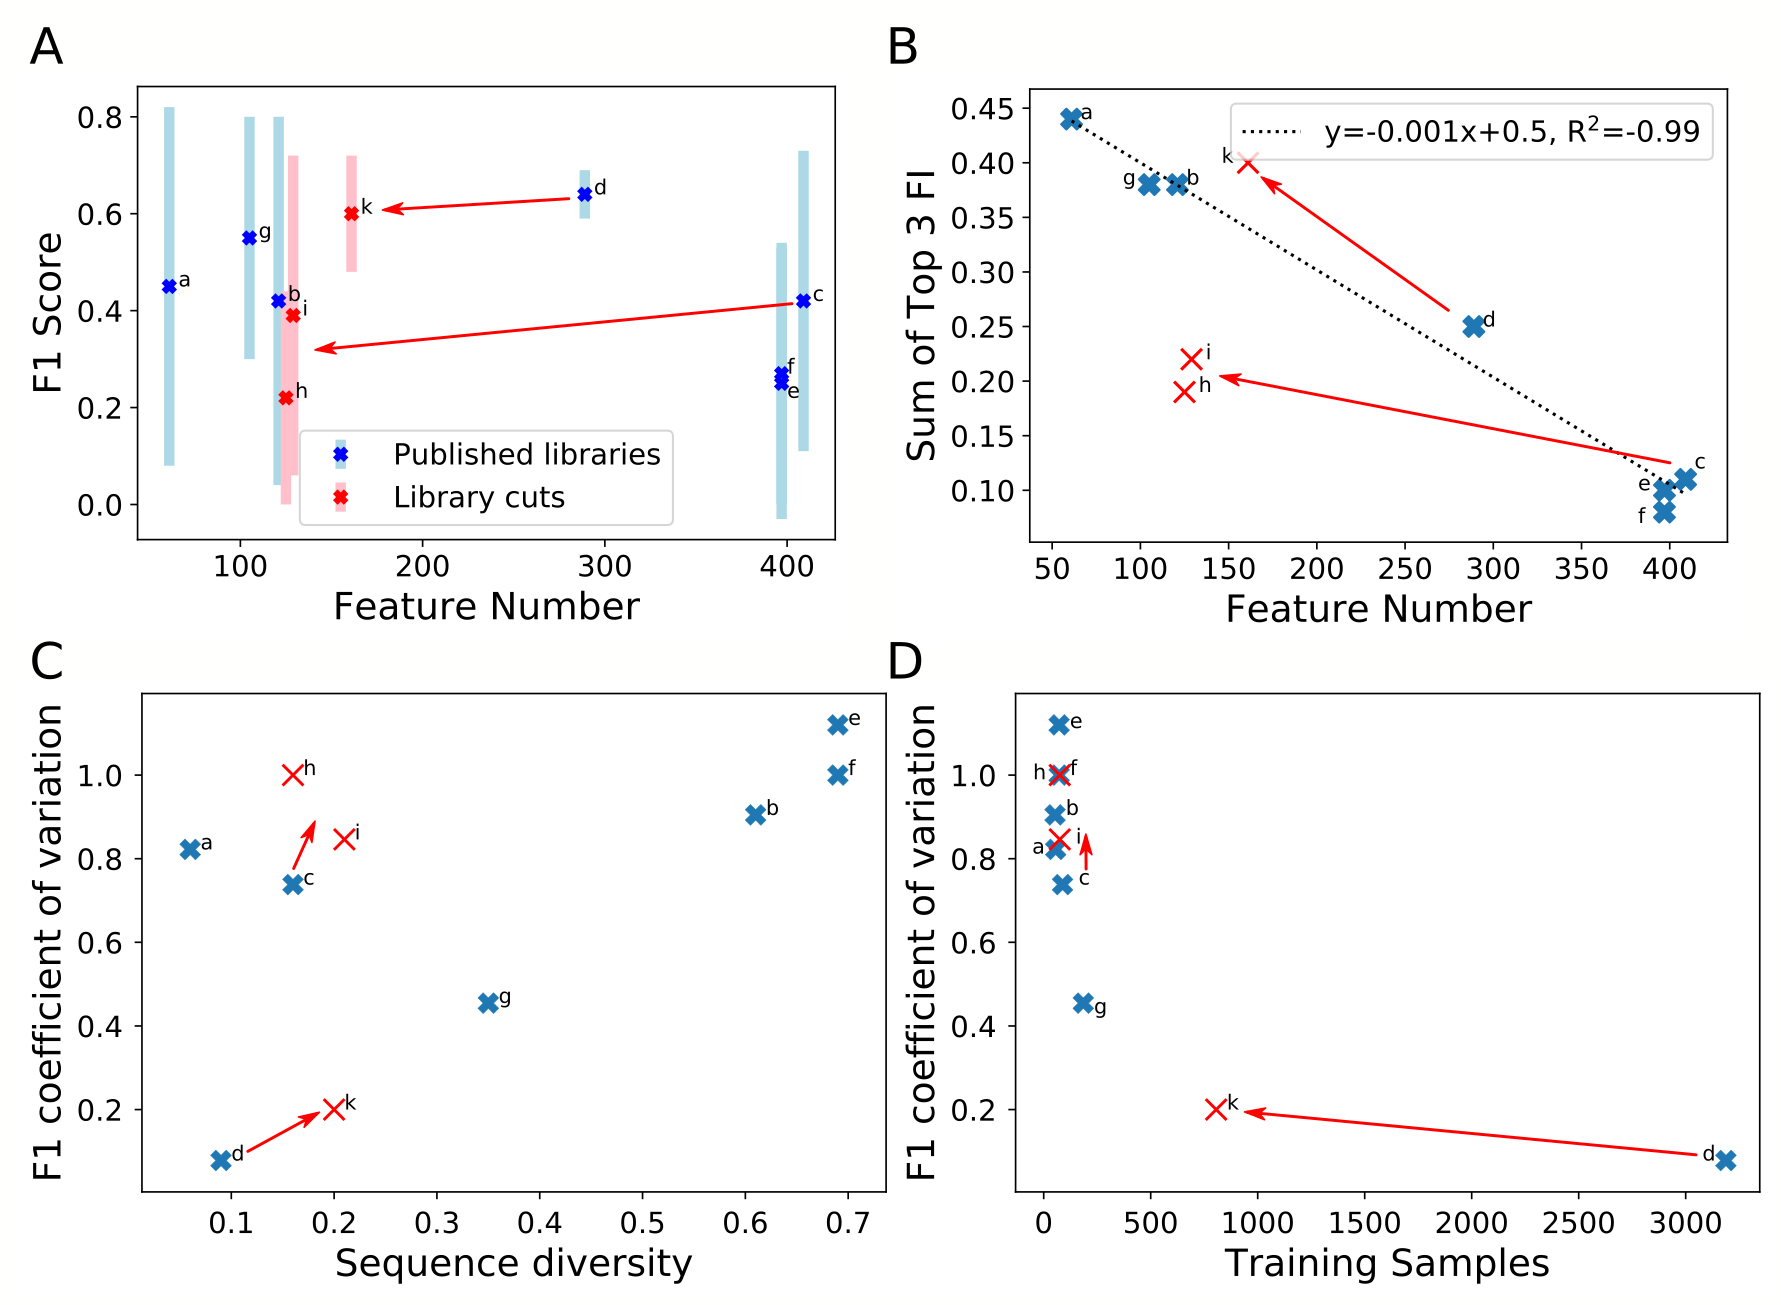 A
F1 Score
0.8
0.6
0.4
0.2
0.0
a
g
b
i
h
k
d
c
f
e
Published libraries
Library cuts
100 200 300 400
Feature Number
B
Sum of Top 3 FI
0.45
0.40
0.35
0.30
0.25
0.20
0.15
0.10
a
g
b
k
d
i
h
c
e
f
y=-0.001x+0.5, R²=-0.99
50 100 150 200 250 300 350 400
Feature Number
C
F1 coefficient of variation
1.0
0.8
0.6
0.4
0.2
e
f
h
b
i
a
c
g
k
d
0.1 0.2 0.3 0.4 0.5 0.6 0.7
Sequence diversity
D
F1 coefficient of variation
1.0
0.8
0.6
0.4
0.2
e
h
f
b
i
a
c
g
k
d
0 500 1000 1500 2000 2500 3000
Training Samples